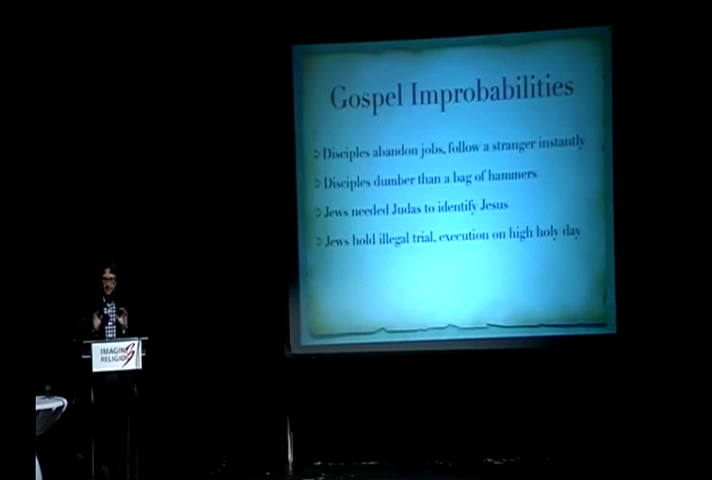 Gospel Improbabilities
Disciples abandon jobs, follow a stranger instantly
Disciples dumber than a bag of hammers
Jews needed Judas to identify Jesus
Jews hold illegal trial, execution on high holy day
IMAGINE
RELIGION
3